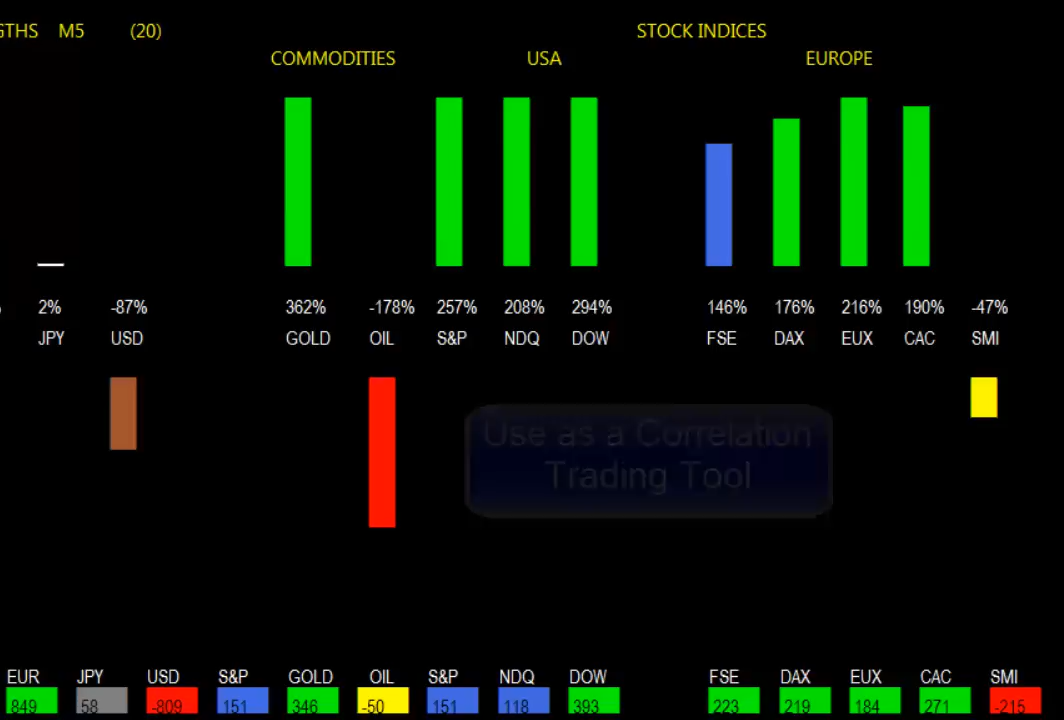 GTHS M5 (20) STOCK INDICES
COMMODITIES USA EUROPE
2% -87% 362% -178% 257% 208% 294% 146% 176% 216% 190% -47%
JPY USD GOLD OIL S&P NDQ DOW FSE DAX EUX CAC SMI
Use as a Correlation
Trading Tool
EUR JPY USD S&P GOLD OIL S&P NDQ DOW FSE DAX EUX CAC SMI
849 58 -809 151 346 -50 151 118 393 223 219 184 271 -215